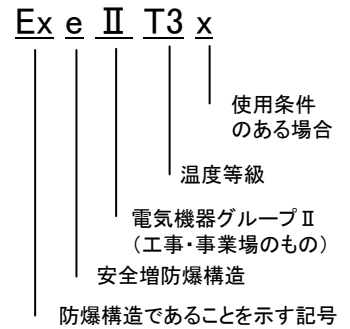 Ex e Ⅱ T3 x
使用条件
のある場合
温度等級
電気機器グループⅡ
(工事・事業場のもの)
安全増防爆構造
防爆構造であることを示す記号